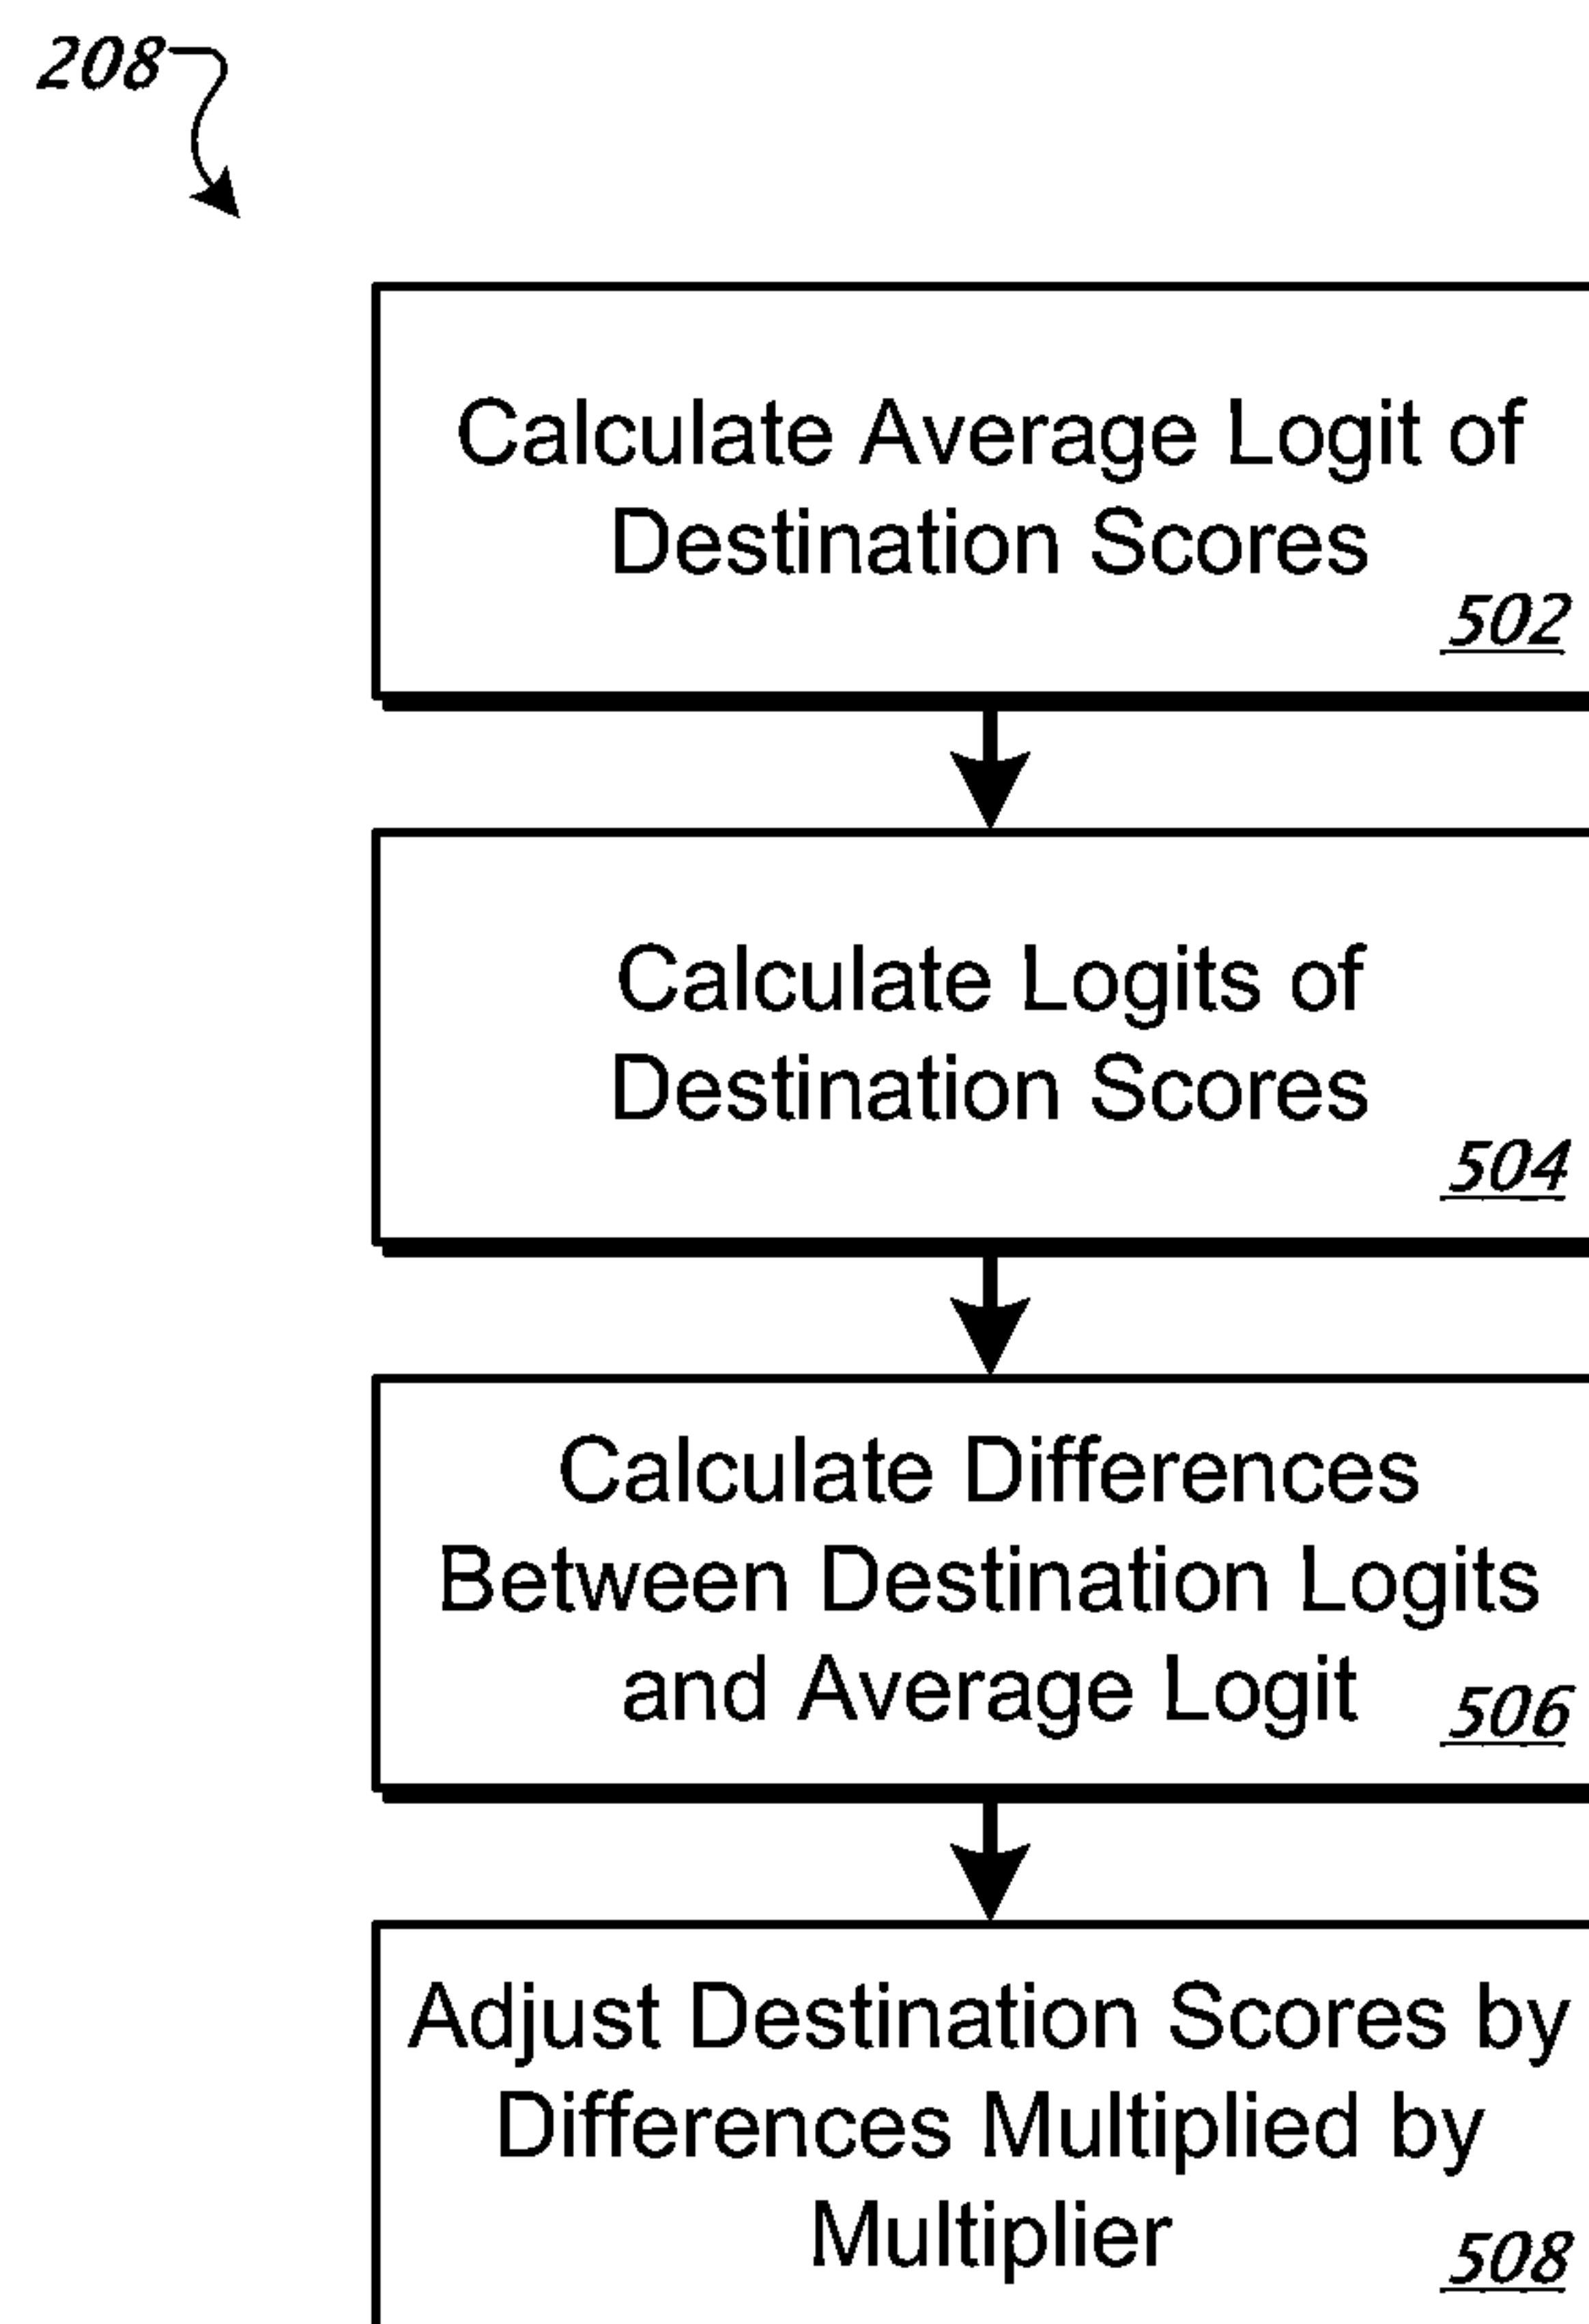 208
Calculate Average Logit of
Destination Scores
502
Calculate Logits of
Destination Scores
504
Calculate Differences
Between Destination Logits
and Average Logit 506
Adjust Destination Scores by
Differences Multiplied by
Multiplier 508